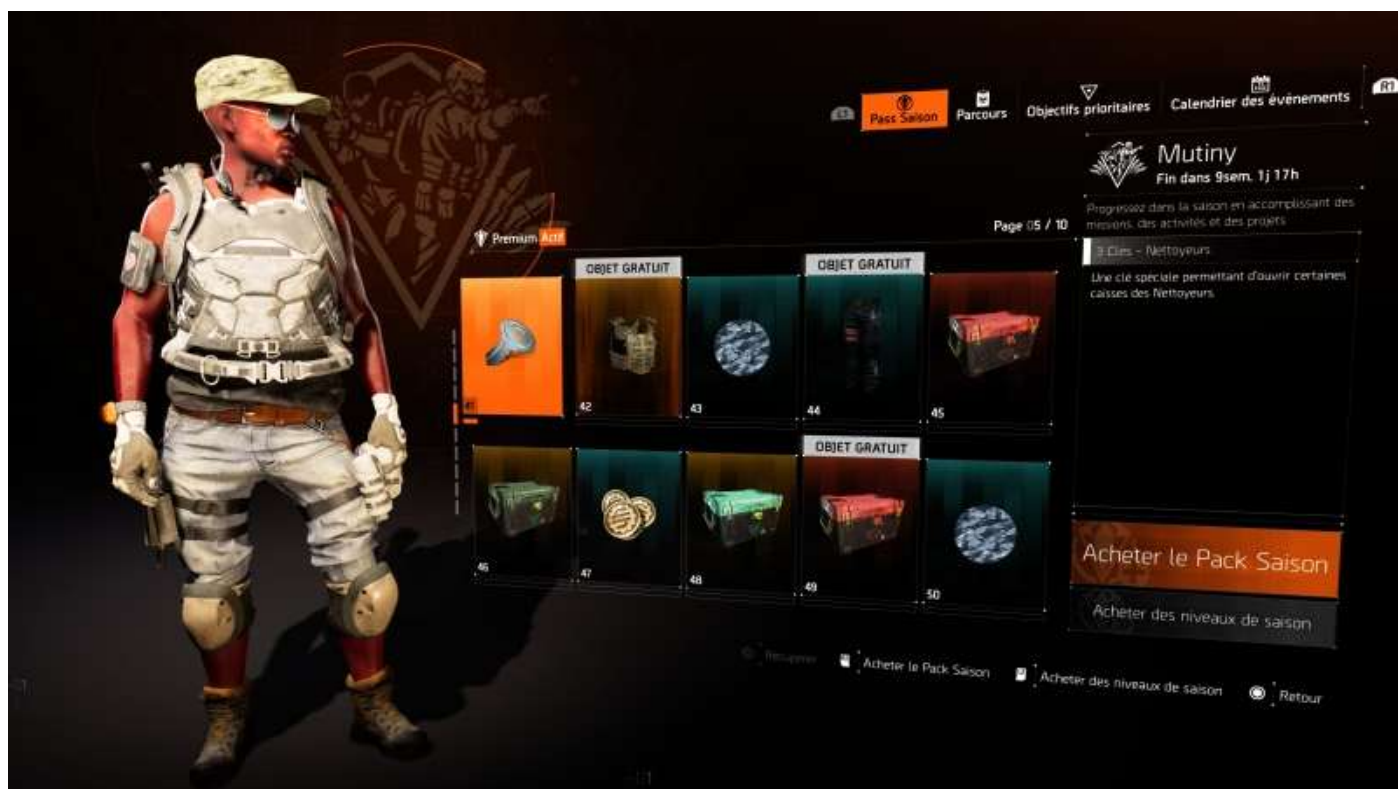 L1
Pass Saison
Parcours
Objectifs prioritaires
Calendrier des événements
R1
Mutiny
Fin dans 9sem. 1j 17h
Progressez dans la saison en accomplissant des
missions, des activités et des projets
Premium Actif
Page 05 / 10
3 Clés - Nettoyeurs
Une clé spéciale permettant d'ouvrir certaines
caisses des Nettoyeurs.
OBJET GRATUIT
OBJET GRATUIT
41
42
43
44
45
OBJET GRATUIT
46
47
48
49
50
Acheter le Pack Saison
Acheter des niveaux de saison
Récupérer
Acheter le Pack Saison
Acheter des niveaux de saison
Retour